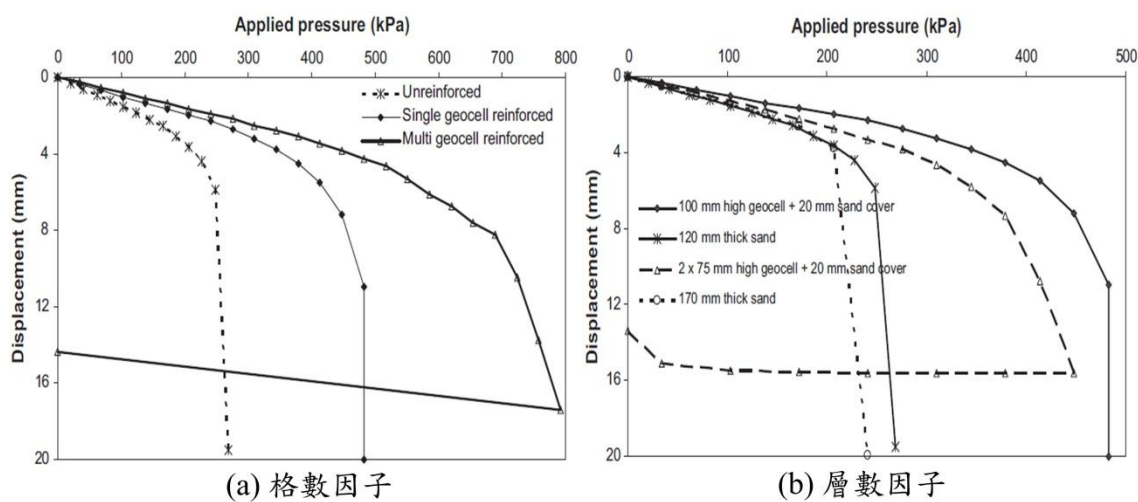 Applied pressure (kPa)
0 100 200 300 400 500 600 700 800
Displacement (mm)
0
4
8
12
16
20
Unreinforced
Single geocell reinforced
Multi geocell reinforced
(a) 格數因子
Applied pressure (kPa)
0 100 200 300 400 500
Displacement (mm)
0
4
8
12
16
20
100 mm high geocell + 20 mm sand cover
120 mm thick sand
2 x 75 mm high geocell + 20 mm sand cover
170 mm thick sand
(b) 層數因子